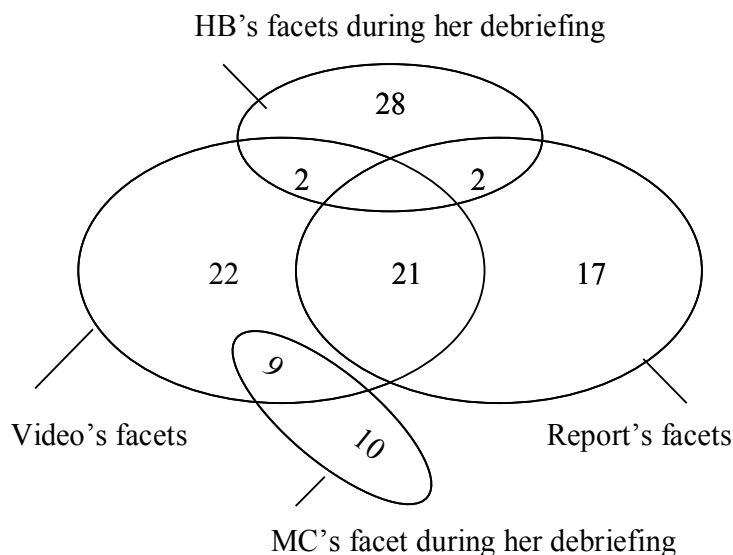 HB’s facets during her debriefing
28
2 2
22 21 17
9
10
Video’s facets Report’s facets
MC’s facet during her debriefing